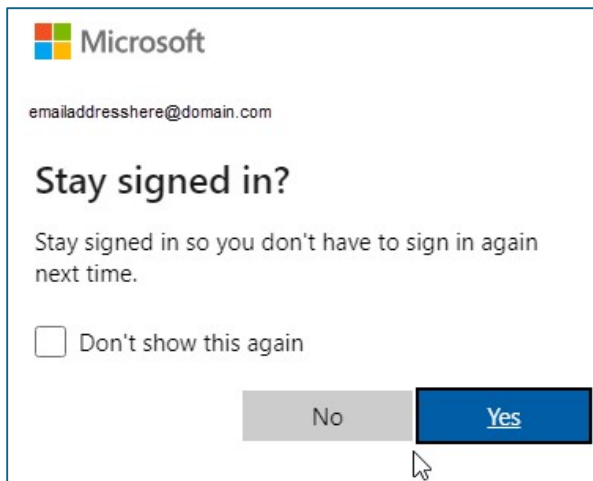 Microsoft
emailaddresshere@domain.com
Stay signed in?
Stay signed in so you don't have to sign in again
next time.
Don't show this again
No
Yes